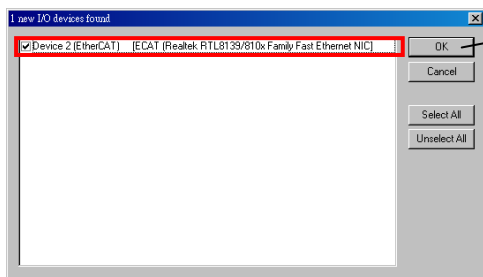 1 new I/O devices found
Device 2 (EtherCAT) [ECAT (Realtek RTL8139/810x Family Fast Ethernet NIC]
OK
Cancel
Select All
Unselect All